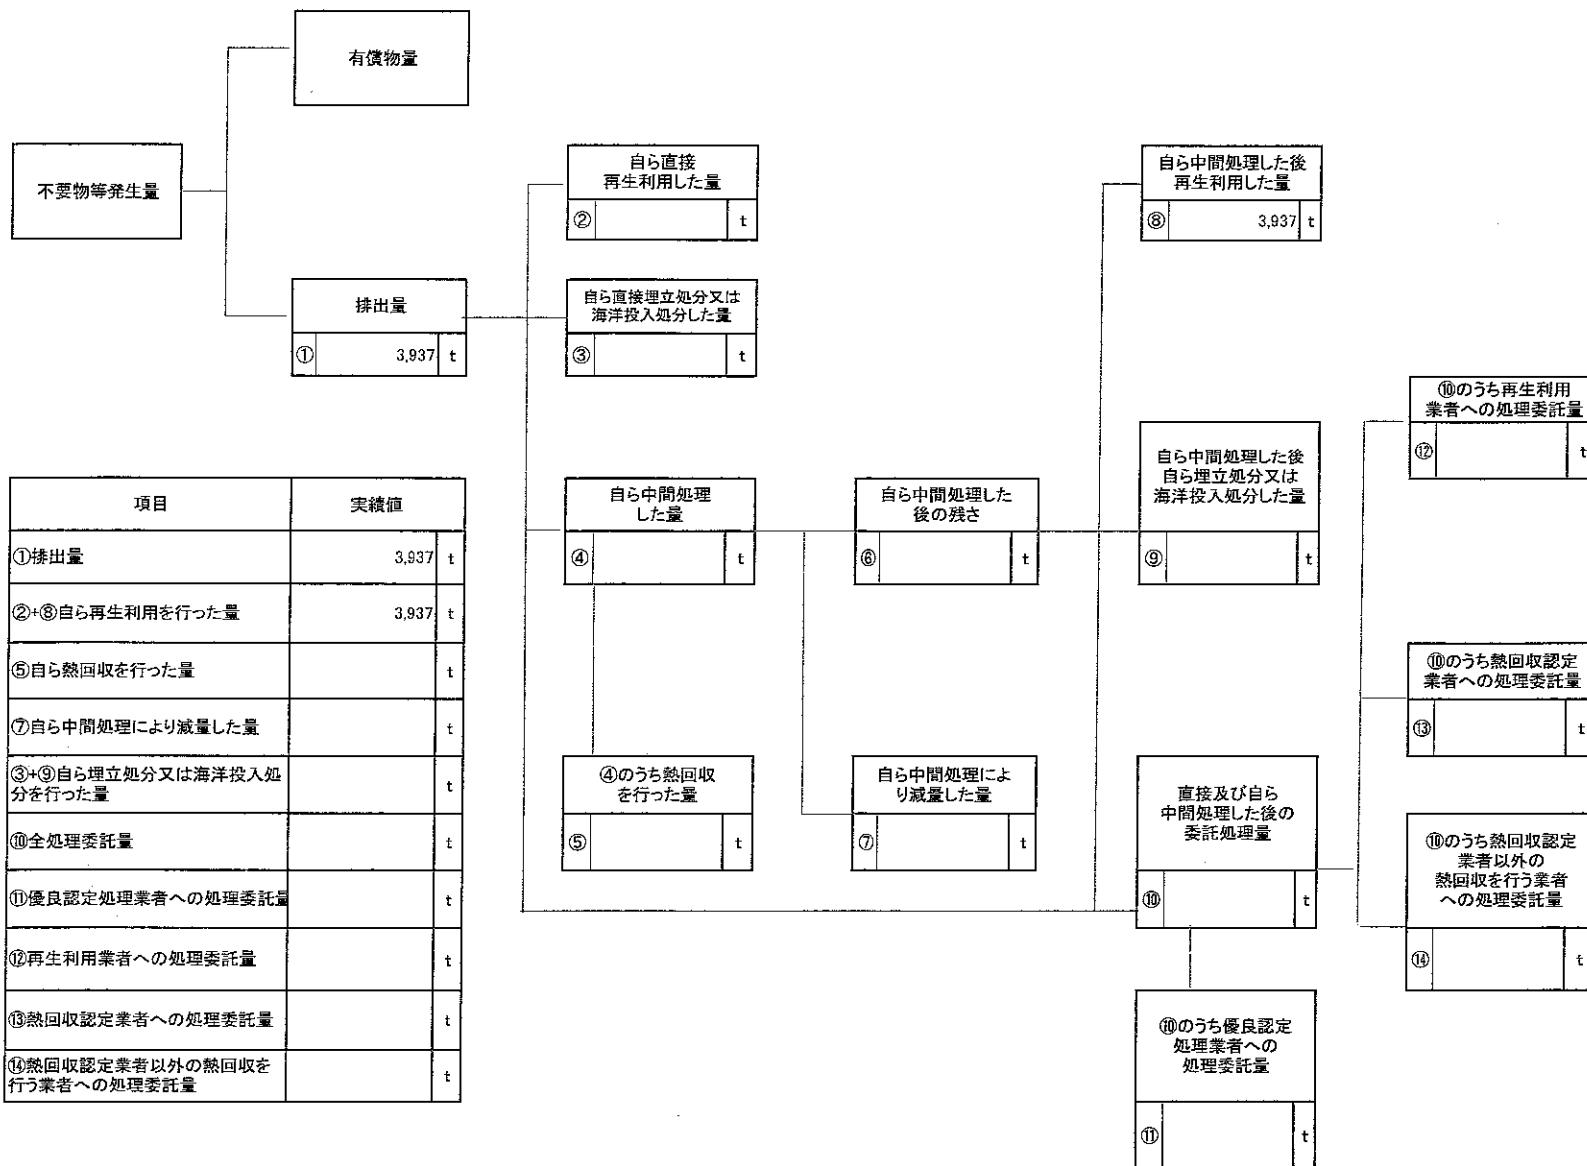 有償物量
不要物等発生量
排出量
① 3,937 t
自ら直接
再生利用した量
② t
自ら直接埋立処分又は
海洋投入処分した量
③ t
自ら中間処理
した量
④ t
④のうち熱回収
を行った量
⑤ t
自ら中間処理した
後の残さ
⑥ t
自ら中間処理によ
り減量した量
⑦ t
自ら中間処理した後
再生利用した量
⑧ 3,937 t
自ら中間処理した後
自ら埋立処分又は
海洋投入処分した量
⑨ t
直接及び自ら
中間処理した後の
委託処理量
⑩ t
⑩のうち優良認定
処理業者への
処理委託量
⑪ t
⑩のうち再生利用
業者への処理委託量
⑫ t
⑩のうち熱回収認定
業者への処理委託量
⑬ t
⑩のうち熱回収認定
業者以外の
熱回収を行う業者
への処理委託量
⑭ t
項目 実績値
①排出量 3,937 t
②+⑧自ら再生利用を行った量 3,937 t
⑤自ら熱回収を行った量 t
⑦自ら中間処理により減量した量 t
③+⑨自ら埋立処分又は海洋投入処
分を行った量 t
⑩全処理委託量 t
⑪優良認定処理業者への処理委託量 t
⑫再生利用業者への処理委託量 t
⑬熱回収認定業者への処理委託量 t
⑭熱回収認定業者以外の熱回収を
行う業者への処理委託量 t